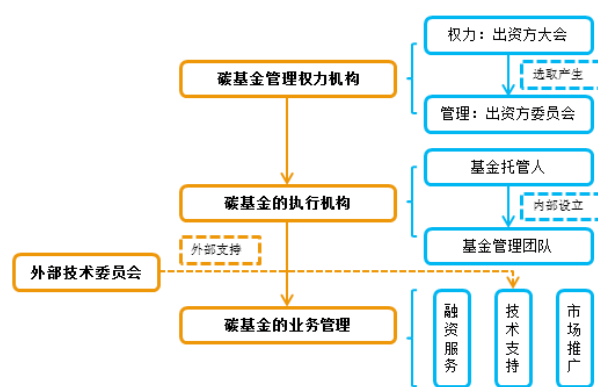 权力：出资方大会
选取产生
碳基金管理权力机构
管理：出资方委员会
基金托管人
碳基金的执行机构
内部设立
外部支持
基金管理团队
外部技术委员会
碳基金的业务管理
融资服务
技术支持
市场推广